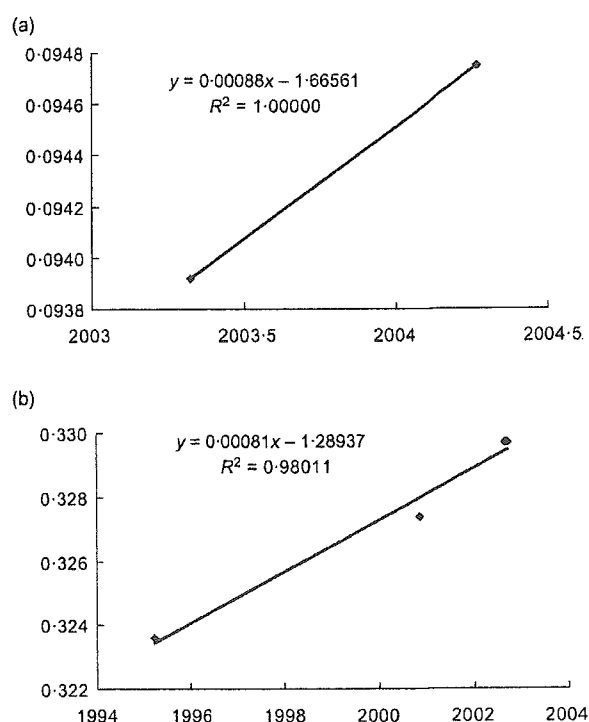 (a)
0·0948
y = 0·00088x – 1·66561
R² = 1·00000
0·0946
0·0944
0·0942
0·0940
0·0938
2003 2003·5 2004 2004·5
(b)
0·330
y = 0·00081x – 1·28937
R² = 0·98011
0·328
0·326
0·324
0·322
1994 1996 1998 2000 2002 2004